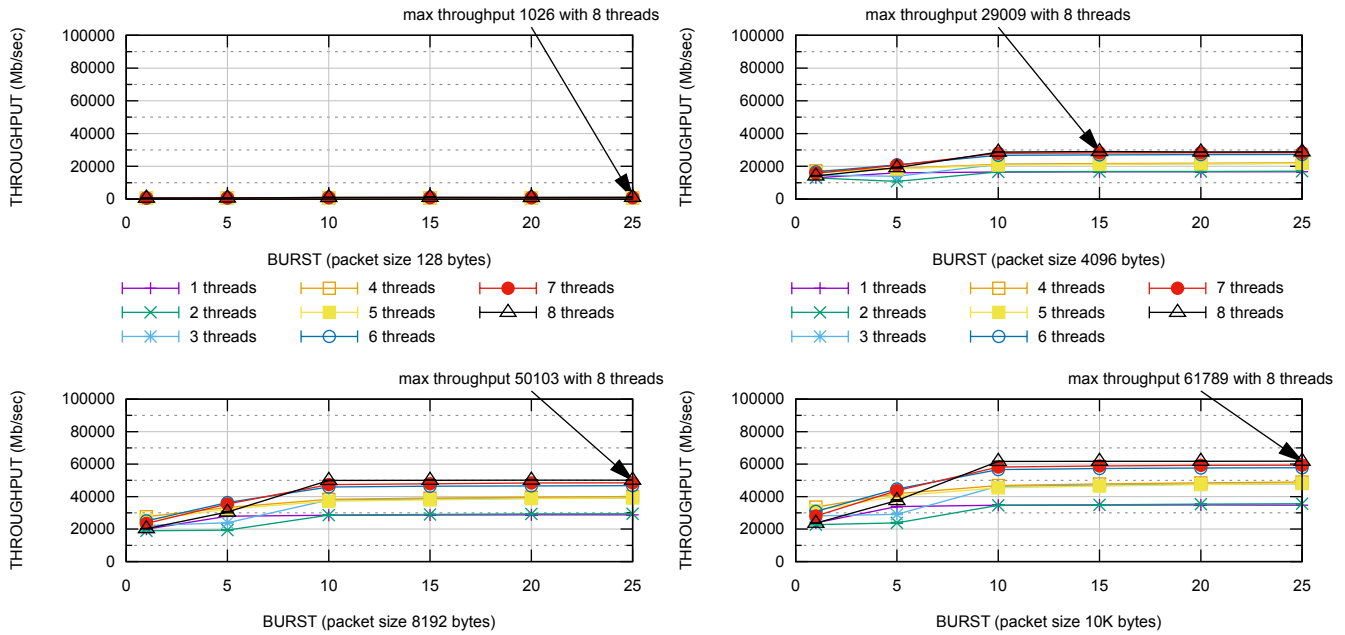 max throughput 1026 with 8 threads
THROUGHPUT (Mb/sec)
100000
80000
60000
40000
20000
0
0 5 10 15 20 25
BURST (packet size 128 bytes)
1 threads 4 threads 7 threads
2 threads 5 threads 8 threads
3 threads 6 threads
max throughput 29009 with 8 threads
THROUGHPUT (Mb/sec)
100000
80000
60000
40000
20000
0
0 5 10 15 20 25
BURST (packet size 4096 bytes)
1 threads 4 threads 7 threads
2 threads 5 threads 8 threads
3 threads 6 threads
max throughput 50103 with 8 threads
THROUGHPUT (Mb/sec)
100000
80000
60000
40000
20000
0
0 5 10 15 20 25
BURST (packet size 8192 bytes)
max throughput 61789 with 8 threads
THROUGHPUT (Mb/sec)
100000
80000
60000
40000
20000
0
0 5 10 15 20 25
BURST (packet size 10K bytes)